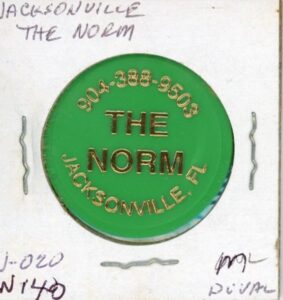 JACKSONVILLE
THE NORM
904-388-9503
THE
NORM
JACKSONVILLE, FL
J-020
N140
DUVAL